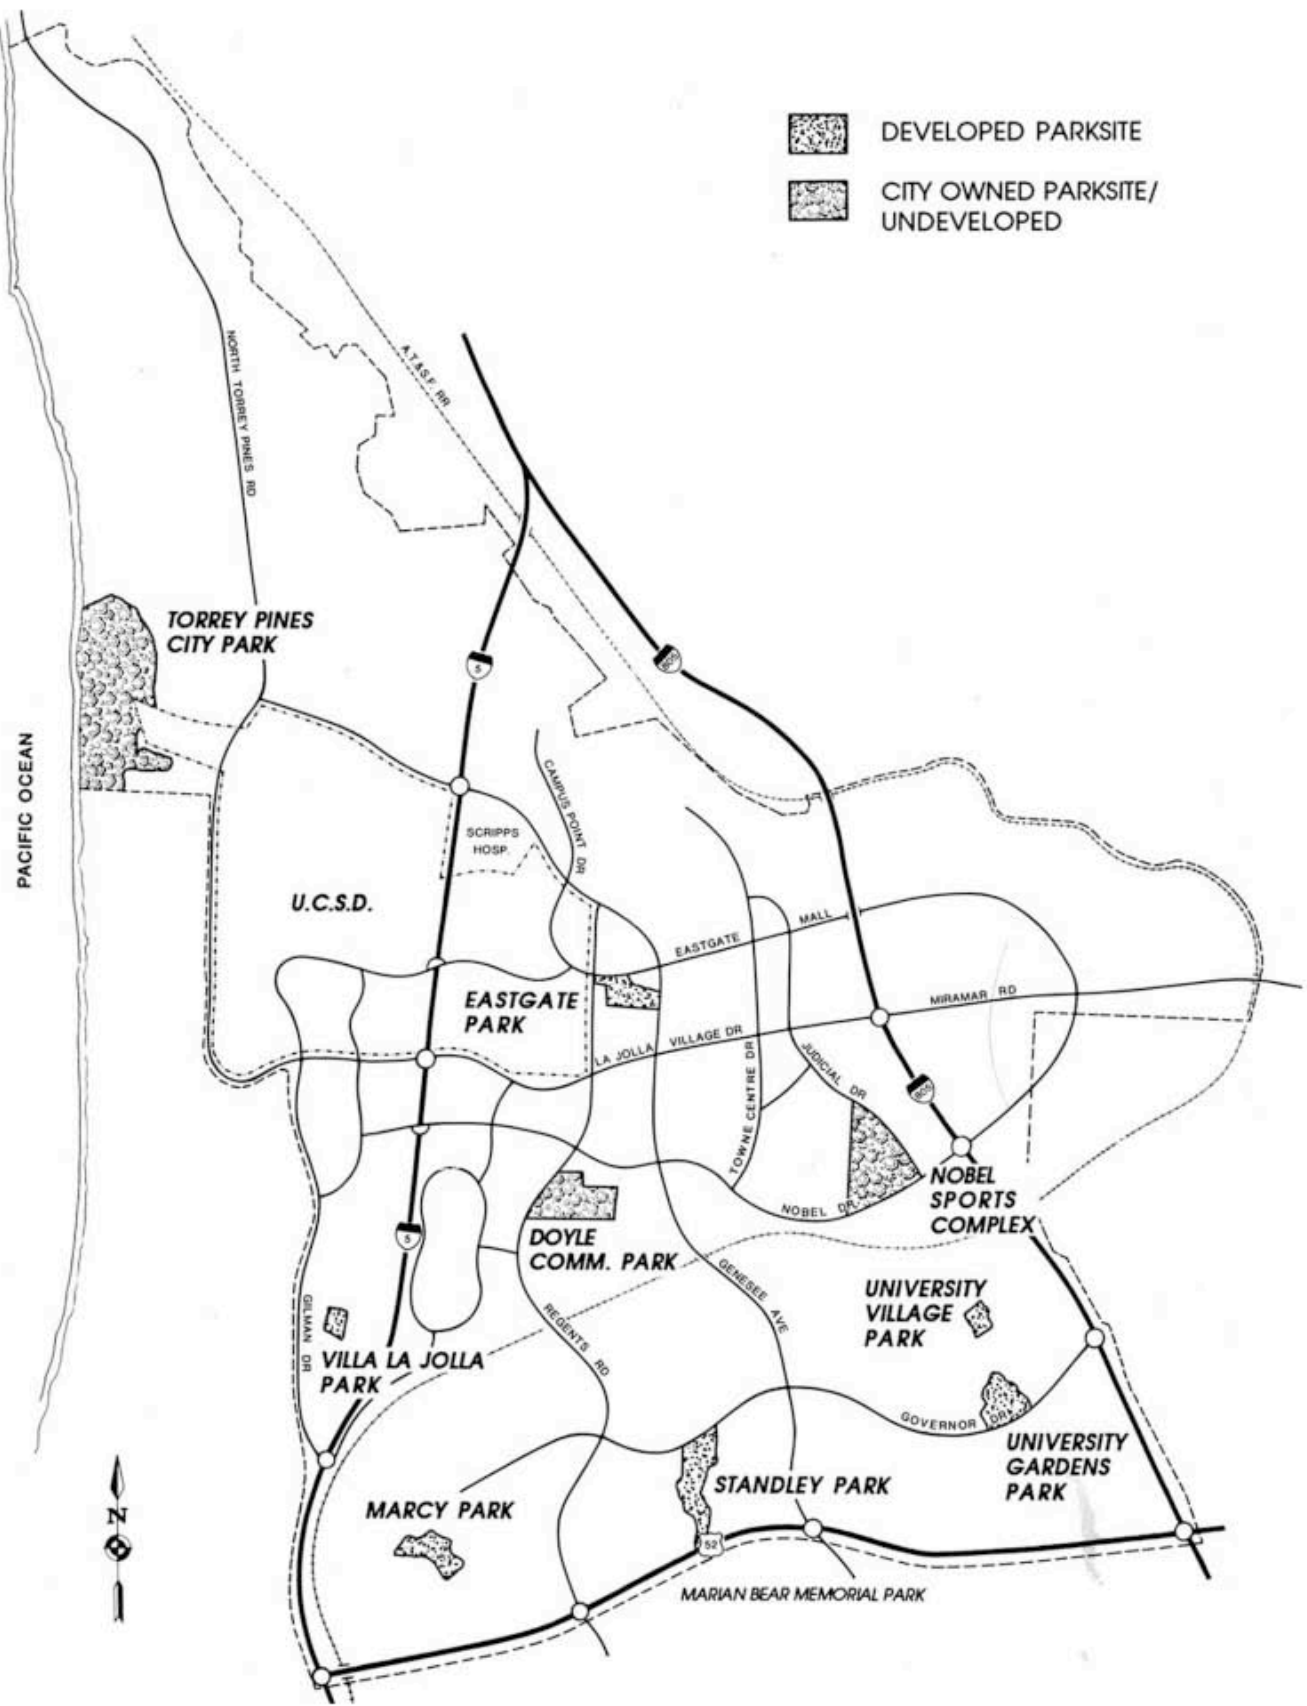 DEVELOPED PARKSITE
CITY OWNED PARKSITE/
UNDEVELOPED
A.T.&S.F. RR
NORTH TORREY PINES RD
TORREY PINES
CITY PARK
5
805
PACIFIC OCEAN
CAMPUS POINT DR
SCRIPPS
HOSP.
U.C.S.D.
EASTGATE MALL
EASTGATE
PARK
MIRAMAR RD
LA JOLLA VILLAGE DR
TOWNE CENTRE DR
JUDICIAL DR
805
NOBEL
SPORTS
COMPLEX
NOBEL DR
DOYLE
COMM. PARK
5
GENESEE AVE
UNIVERSITY
VILLAGE
PARK
GILMAN DR
REGENTS RD
VILLA LA JOLLA
PARK
GOVERNOR DR
UNIVERSITY
GARDENS
PARK
STANDLEY PARK
MARCY PARK
N
52
MARIAN BEAR MEMORIAL PARK